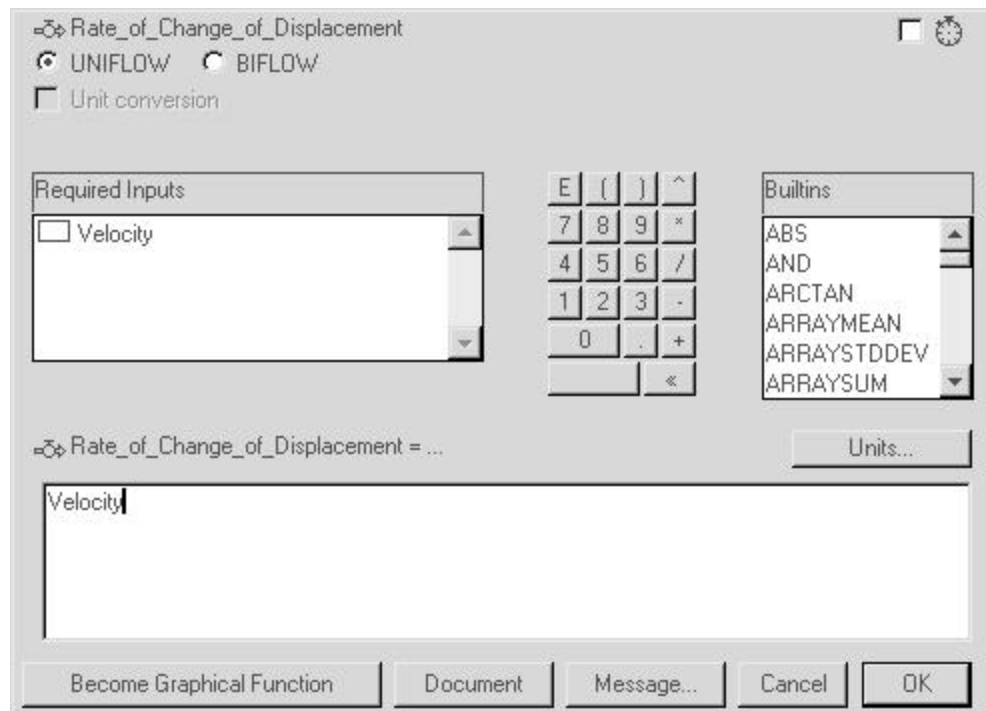 Rate_of_Change_of_Displacement
UNIFLOW BIFLOW
Unit conversion
Required Inputs
Velocity
E ( ) ^
7 8 9 *
4 5 6 /
1 2 3 -
0 . +
«
Builtins
ABS
AND
ARCTAN
ARRAYMEAN
ARRAYSTDDEV
ARRAYSUM
Rate_of_Change_of_Displacement = ...
Units...
Velocity
Become Graphical Function Document Message... Cancel OK